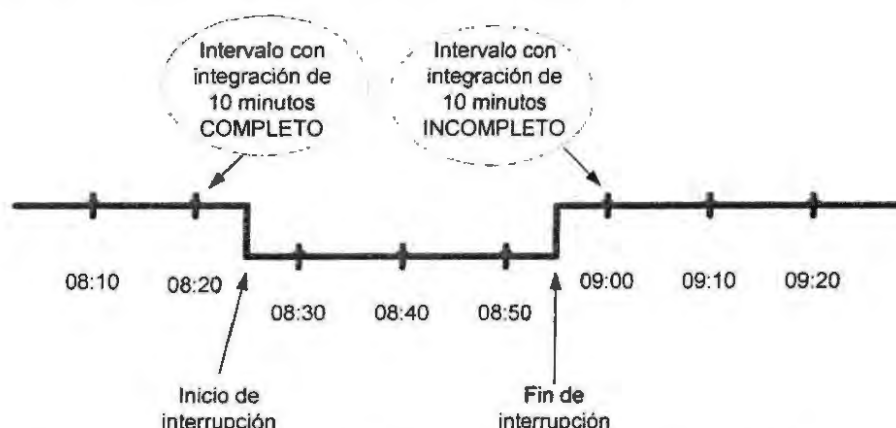 Intervalo con
integración de
10 minutos
COMPLETO
Intervalo con
integración de
10 minutos
INCOMPLETO
08:10
08:20
08:30
08:40
08:50
09:00
09:10
09:20
Inicio de
interrupción
Fin de
interrupción